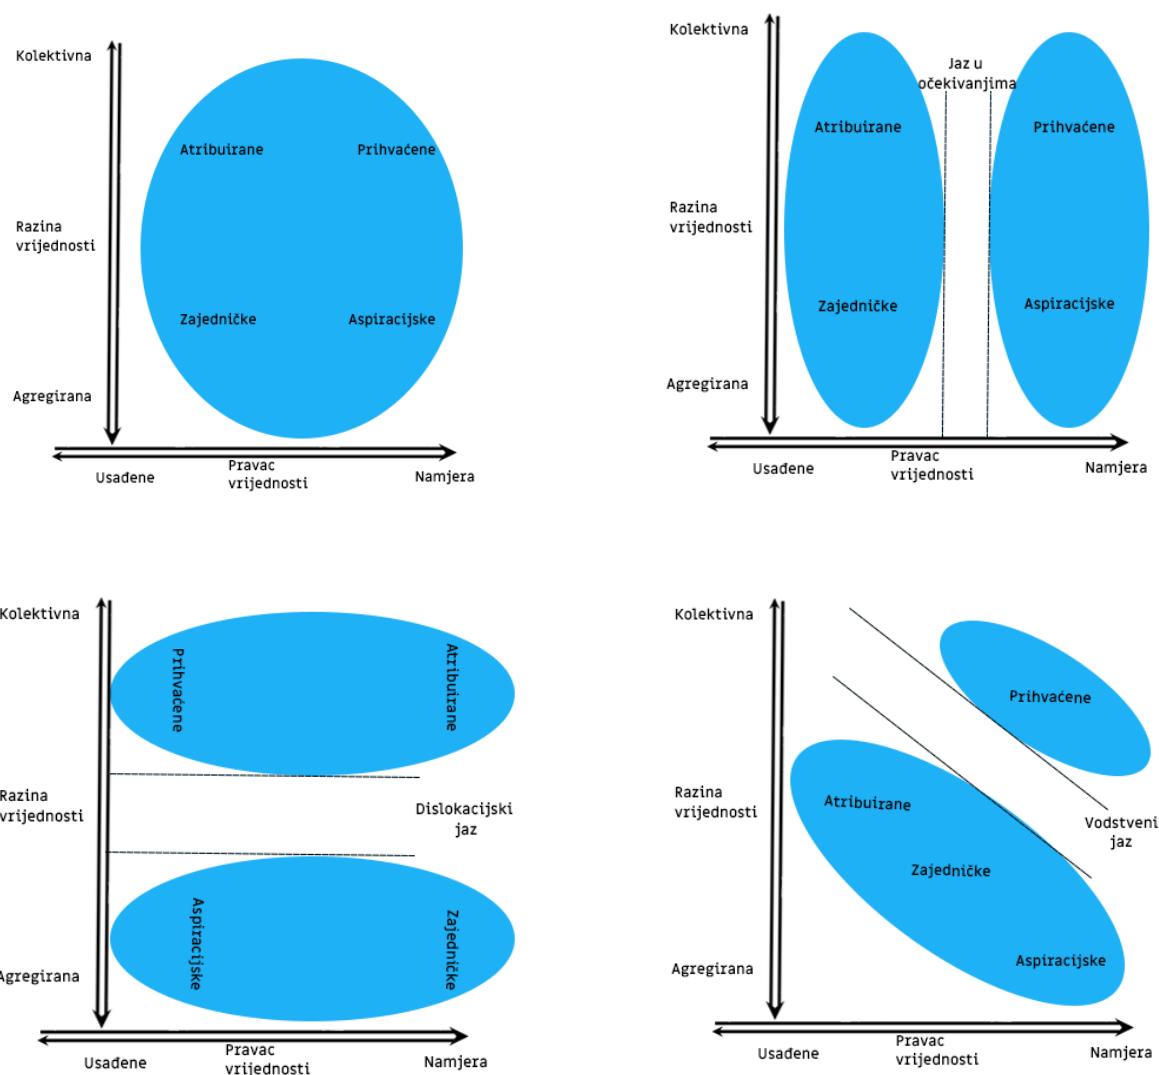 Kolektivna
Atribuirane
Prihvaćene
Razina
vrijednosti
Zajedničke
Aspiracijske
Agregirana
Usađene
Pravac
vrijednosti
Namjera
Kolektivna
Jaz u
očekivanjima
Atribuirane
Prihvaćene
Razina
vrijednosti
Zajedničke
Aspiracijske
Agregirana
Usađene
Pravac
vrijednosti
Namjera
Kolektivna
Prihvaćene
Atribuirane
Razina
vrijednosti
Dislokacijski
jaz
Aspiracijske
Zajedničke
Agregirana
Usađene
Pravac
vrijednosti
Namjera
Kolektivna
Prihvaćene
Razina
vrijednosti
Atribuirane
Vodstveni
jaz
Zajedničke
Aspiracijske
Agregirana
Usađene
Pravac
vrijednosti
Namjera